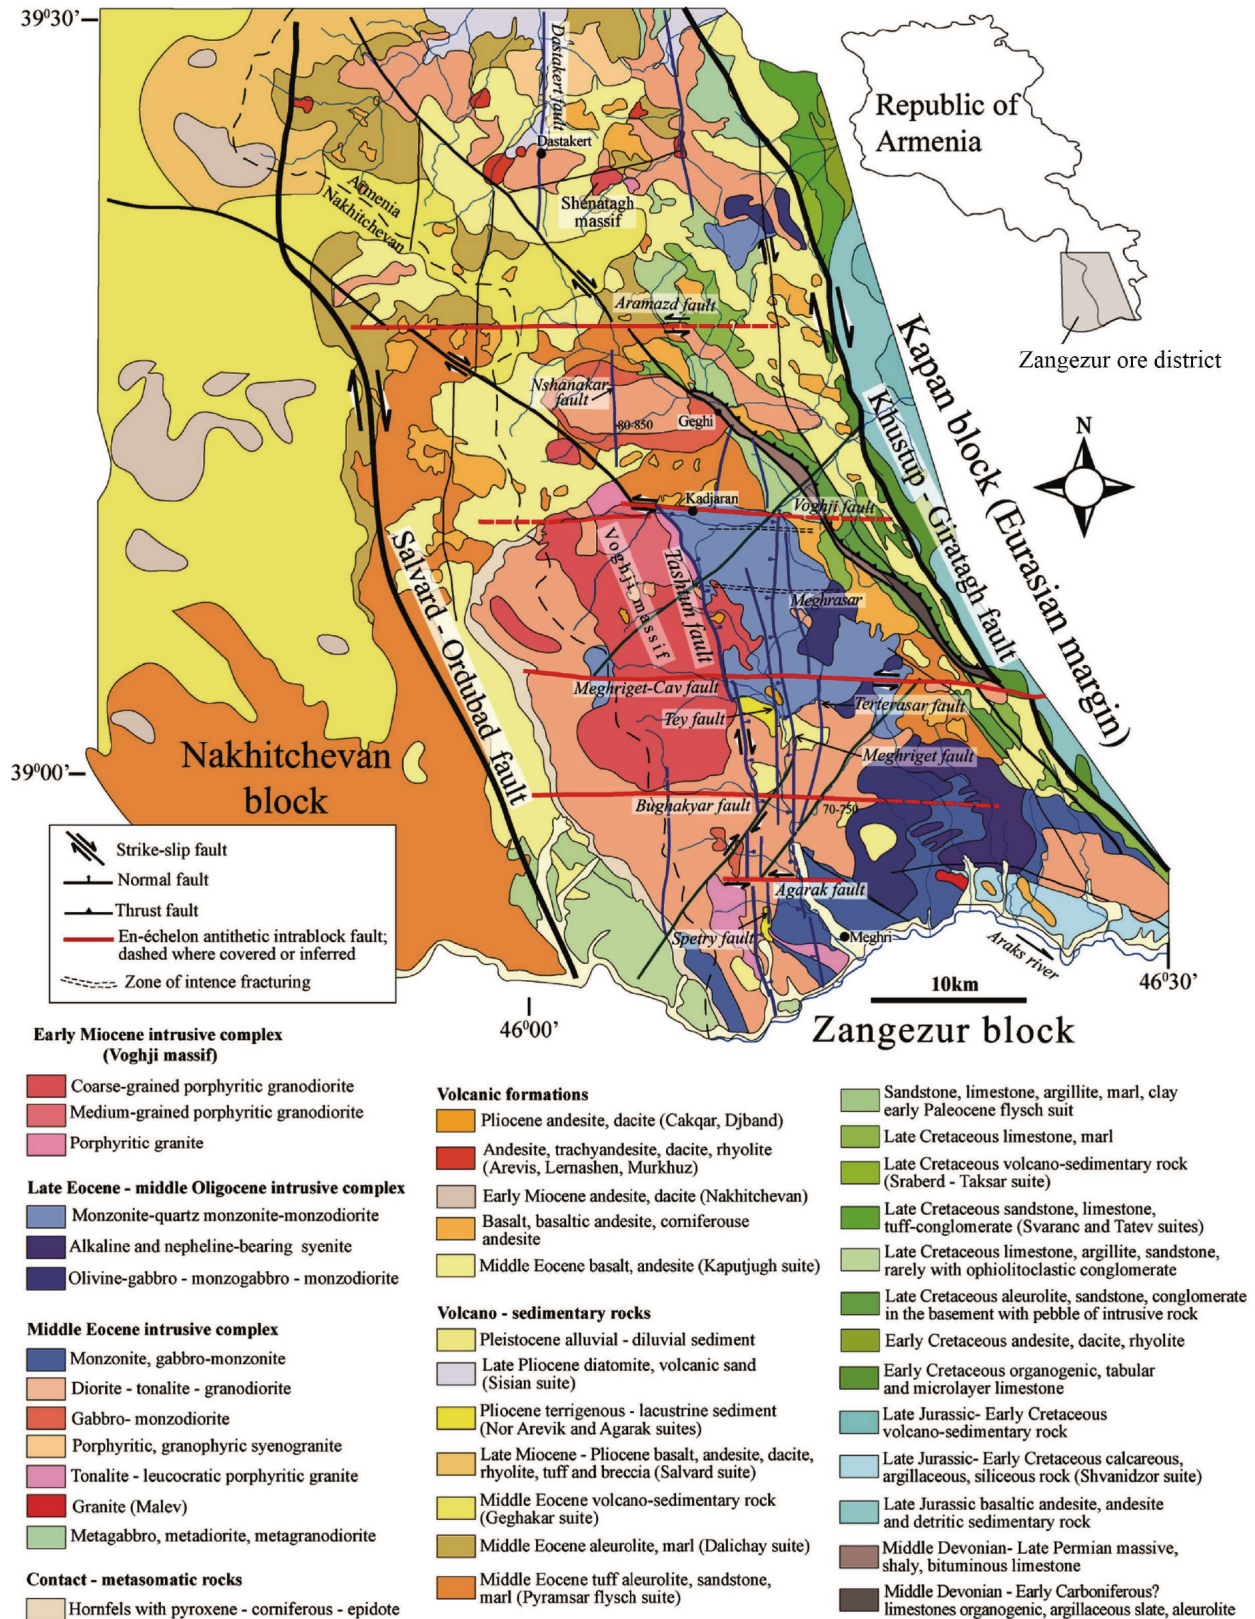 39°30'
Dastakert fault
Dastakert
Armenia
Nakhitchevan
Shenatagh
massif
Republic of
Armenia
Zangezur ore district
Aramazd fault
Nshanakar
fault
80-850
Geghi
Kapan block (Eurasian margin)
Khustup - Giratagh fault
N
Kadjaran
Voghji fault
Voghji massif
Tashtun fault
Meghrasar
Salvard - Ordubad fault
Meghriget-Cav fault
Tey fault
Terterasar fault
Meghriget fault
39°00'
Nakhitchevan
block
Bughakyar fault
70-750
Agarak fault
Spetry fault
Meghri
Araks river
46°30'
10km
46°00'
Zangezur block
Strike-slip fault
Normal fault
Thrust fault
En-échelon antithetic intrablock fault;
dashed where covered or inferred
Zone of intence fracturing
Early Miocene intrusive complex
(Voghji massif)
Coarse-grained porphyritic granodiorite
Medium-grained porphyritic granodiorite
Porphyritic granite
Late Eocene - middle Oligocene intrusive complex
Monzonite-quartz monzonite-monzodiorite
Alkaline and nepheline-bearing syenite
Olivine-gabbro - monzogabbro - monzodiorite
Middle Eocene intrusive complex
Monzonite, gabbro-monzonite
Diorite - tonalite - granodiorite
Gabbro- monzodiorite
Porphyritic, granophyric syenogranite
Tonalite - leucocratic porphyritic granite
Granite (Malev)
Metagabbro, metadiorite, metagranodiorite
Contact - metasomatic rocks
Hornfels with pyroxene - corniferous - epidote
Volcanic formations
Pliocene andesite, dacite (Cakqar, Djband)
Andesite, trachyandesite, dacite, rhyolite
(Arevis, Lernashen, Murkhuz)
Early Miocene andesite, dacite (Nakhitchevan)
Basalt, basaltic andesite, corniferouse
andesite
Middle Eocene basalt, andesite (Kaputjugh suite)
Volcano - sedimentary rocks
Pleistocene alluvial - diluvial sediment
Late Pliocene diatomite, volcanic sand
(Sisian suite)
Pliocene terrigenous - lacustrine sediment
(Nor Arevik and Agarak suites)
Late Miocene - Pliocene basalt, andesite, dacite,
rhyolite, tuff and breccia (Salvard suite)
Middle Eocene volcano-sedimentary rock
(Geghakar suite)
Middle Eocene aleurolite, marl (Dalichay suite)
Middle Eocene tuff aleurolite, sandstone,
marl (Pyramsar flysch suite)
Sandstone, limestone, argillite, marl, clay
early Paleocene flysch suit
Late Cretaceous limestone, marl
Late Cretaceous volcano-sedimentary rock
(Sraberd - Taksar suite)
Late Cretaceous sandstone, limestone,
tuff-conglomerate (Svaranc and Tatev suites)
Late Cretaceous limestone, argillite, sandstone,
rarely with ophiolitoclastic conglomerate
Late Cretaceous aleurolite, sandstone, conglomerate
in the basement with pebble of intrusive rock
Early Cretaceous andesite, dacite, rhyolite
Early Cretaceous organogenic, tabular
and microlayer limestone
Late Jurassic- Early Cretaceous
volcano-sedimentary rock
Late Jurassic- Early Cretaceous calcareous,
argillaceous, siliceous rock (Shvanidzor suite)
Late Jurassic basaltic andesite, andesite
and detritic sedimentary rock
Middle Devonian- Late Permian massive,
shaly, bituminous limestone
Middle Devonian - Early Carboniferous?
limestones organogenic, argillaceous slate, aleurolite